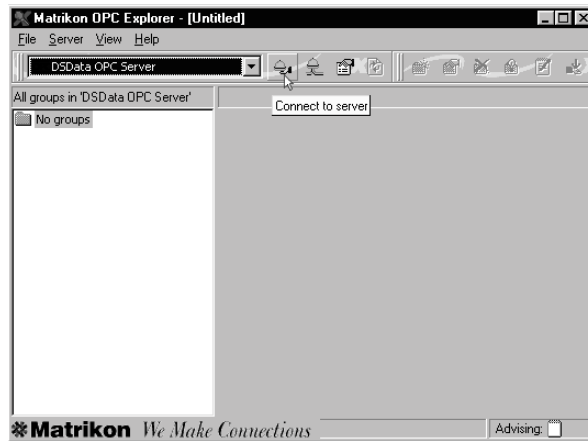 Matrikon OPC Explorer - [Untitled]
File Server View Help
DSData OPC Server
All groups in 'DSData OPC Server'
Connect to server
No groups
Matrikon We Make Connections
Advising: